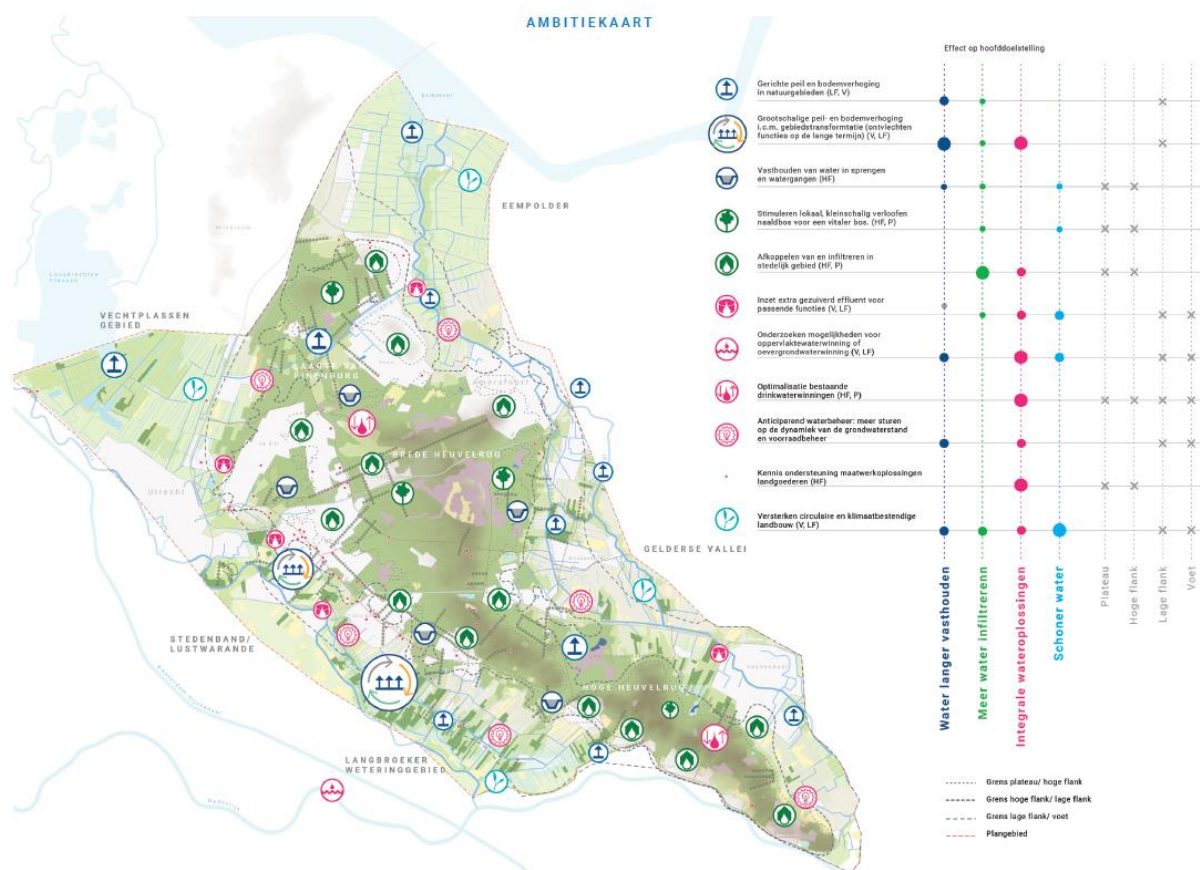 AMBITIEKAART
Effect op hoofddoelstelling
Gerichte peil en bodemverhoging
in natuurgebieden (LF, V)
Grootschalige peil- en bodemverhoging
i.c.m. gebiedstransformtatie (ontvlechten
functies op de lange termijn) (V, LF)
Vasthouden van water in sprengen
en watergangen (HF)
Stimuleren lokaal, kleinschalig verloofen
naaldbos voor een vitaler bos. (HF, P)
Afkoppelen van en infiltreren in
stedelijk gebied (HF, P)
Inzet extra gezuiverd effluent voor
passende functies (V, LF)
Onderzoeken mogelijkheden voor
oppervlaktewaterwinning of
oevergrondwaterwinning (V, LF)
Optimalisatie bestaande
drinkwaterwinningen (HF, P)
Anticiperend waterbeheer: meer sturen
op de dynamiek van de grondwaterstand
en voorraadbeheer
Kennis ondersteuning maatwerkoplossingen
landgoederen (HF)
Versterken circulaire en klimaatbestendige
landbouw (V, LF)
Water langer vasthouden
Meer water infiltrerenn
Integrale wateroplossingen
Schoner water
Plateau
Hoge flank
Lage flank
Voet
Grens plateau/ hoge flank
Grens hoge flank/ lage flank
Grens lage flank/ voet
Plangebied
EEMPOLDER
VECHTPLASSEN
GEBIED
Amersfoort
BREDE HEUVELRUG
Utrecht
GELDERSE VALLEI
STEDENBAND/
LUSTWARANDE
HOGE HEUVELRUG
LANGBROEKER
WETERINGGEBIED